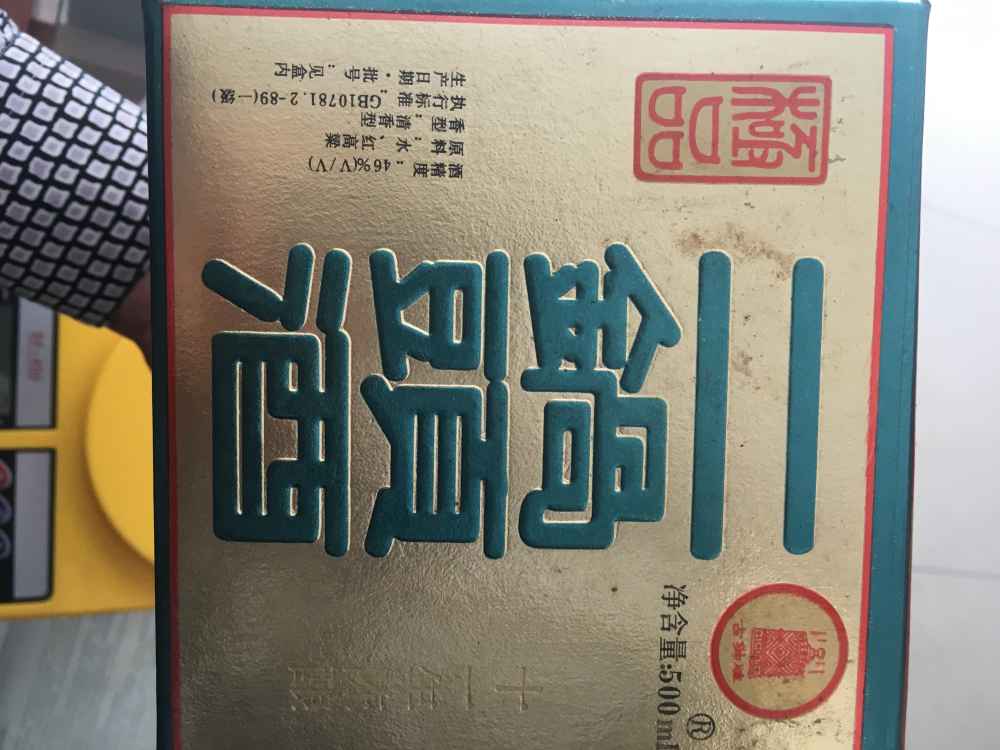 極品
二鍋頭酒
®
净含量:500ml
酒精度：46%(V/V)
原料：水、红高粱
香型：清香型
执行标准：GB10781.2-89(一级)
生产日期·批号：见盒内